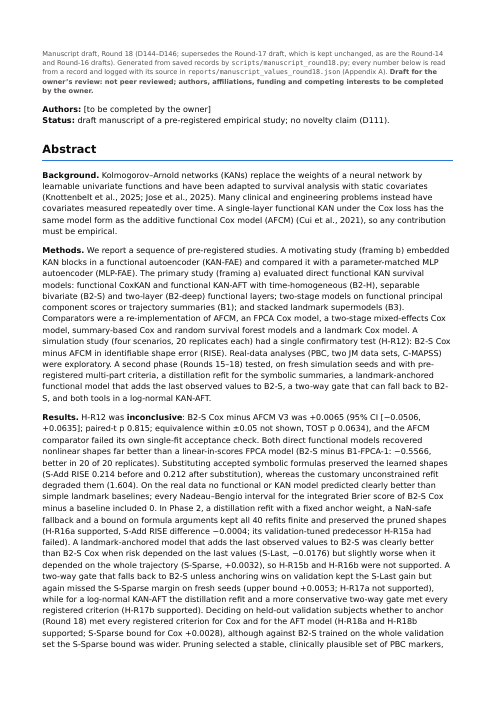 Manuscript draft, Round 18 (D144–D146; supersedes the Round-17 draft, which is kept unchanged, as are the Round-14
and Round-16 drafts). Generated from saved records by scripts/manuscript_round18.py; every number below is read
from a record and logged with its source in reports/manuscript_values_round18.json (Appendix A). Draft for the
owner’s review: not peer reviewed; authors, affiliations, funding and competing interests to be completed
by the owner.
Authors: [to be completed by the owner]
Status: draft manuscript of a pre-registered empirical study; no novelty claim (D111).
Abstract
Background. Kolmogorov–Arnold networks (KANs) replace the weights of a neural network by
learnable univariate functions and have been adapted to survival analysis with static covariates
(Knottenbelt et al., 2025; Jose et al., 2025). Many clinical and engineering problems instead have
covariates measured repeatedly over time. A single-layer functional KAN under the Cox loss has the
same model form as the additive functional Cox model (AFCM) (Cui et al., 2021), so any contribution
must be empirical.
Methods. We report a sequence of pre-registered studies. A motivating study (framing b) embedded
KAN blocks in a functional autoencoder (KAN-FAE) and compared it with a parameter-matched MLP
autoencoder (MLP-FAE). The primary study (framing a) evaluated direct functional KAN survival
models: functional CoxKAN and functional KAN-AFT with time-homogeneous (B2-H), separable
bivariate (B2-S) and two-layer (B2-deep) functional layers; two-stage models on functional principal
component scores or trajectory summaries (B1); and stacked landmark supermodels (B3).
Comparators were a re-implementation of AFCM, an FPCA Cox model, a two-stage mixed-effects Cox
model, summary-based Cox and random survival forest models and a landmark Cox model. A
simulation study (four scenarios, 20 replicates each) had a single confirmatory test (H-R12): B2-S Cox
minus AFCM in identifiable shape error (RISE). Real-data analyses (PBC, two JM data sets, C-MAPSS)
were exploratory. A second phase (Rounds 15–18) tested, on fresh simulation seeds and with pre-
registered multi-part criteria, a distillation refit for the symbolic summaries, a landmark-anchored
functional model that adds the last observed values to B2-S, a two-way gate that can fall back to B2-
S, and both tools in a log-normal KAN-AFT.
Results. H-R12 was inconclusive: B2-S Cox minus AFCM V3 was +0.0065 (95% CI [−0.0506,
+0.0635]; paired-t p 0.815; equivalence within ±0.05 not shown, TOST p 0.0634), and the AFCM
comparator failed its own single-fit acceptance check. Both direct functional models recovered
nonlinear shapes far better than a linear-in-scores FPCA model (B2-S minus B1-FPCA-1: −0.5566,
better in 20 of 20 replicates). Substituting accepted symbolic formulas preserved the learned shapes
(S-Add RISE 0.214 before and 0.212 after substitution), whereas the customary unconstrained refit
degraded them (1.604). On the real data no functional or KAN model predicted clearly better than
simple landmark baselines; every Nadeau–Bengio interval for the integrated Brier score of B2-S Cox
minus a baseline included 0. In Phase 2, a distillation refit with a fixed anchor weight, a NaN-safe
fallback and a bound on formula arguments kept all 40 refits finite and preserved the pruned shapes
(H-R16a supported, S-Add RISE difference −0.0004; its validation-tuned predecessor H-R15a had
failed). A landmark-anchored model that adds the last observed values to B2-S was clearly better
than B2-S Cox when risk depended on the last values (S-Last, −0.0176) but slightly worse when it
depended on the whole trajectory (S-Sparse, +0.0032), so H-R15b and H-R16b were not supported. A
two-way gate that falls back to B2-S unless anchoring wins on validation kept the S-Last gain but
again missed the S-Sparse margin on fresh seeds (upper bound +0.0053; H-R17a not supported),
while for a log-normal KAN-AFT the distillation refit and a more conservative two-way gate met every
registered criterion (H-R17b supported). Deciding on held-out validation subjects whether to anchor
(Round 18) met every registered criterion for Cox and for the AFT model (H-R18a and H-R18b
supported; S-Sparse bound for Cox +0.0028), although against B2-S trained on the whole validation
set the S-Sparse bound was wider. Pruning selected a stable, clinically plausible set of PBC markers,